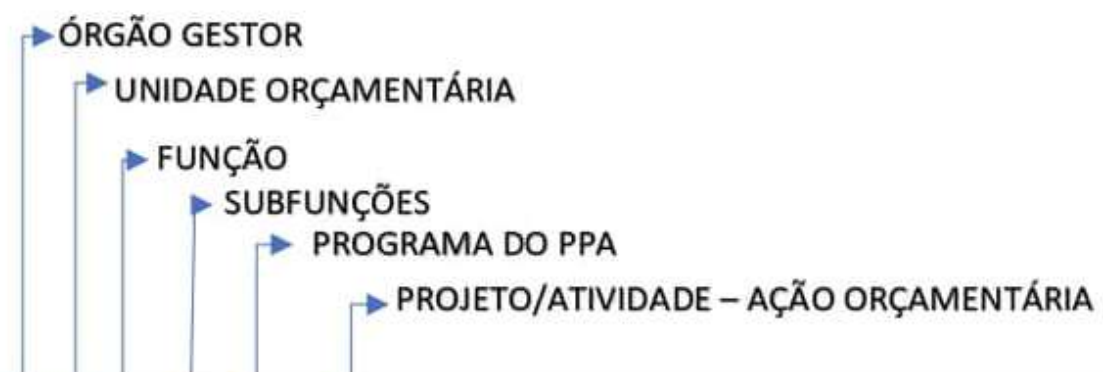 ÓRGÃO GESTOR
UNIDADE ORÇAMENTÁRIA
FUNÇÃO
SUBFUNÇÕES
PROGRAMA DO PPA
PROJETO/ATIVIDADE – AÇÃO ORÇAMENTÁRIA